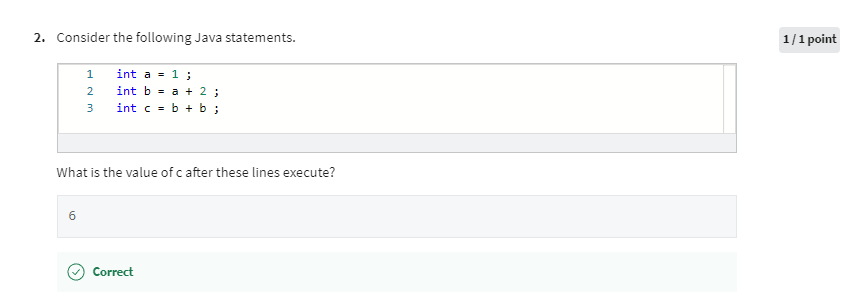 2. Consider the following Java statements.
1/1 point
1 int a = 1 ;
2 int b = a + 2 ;
3 int c = b + b ;
What is the value of c after these lines execute?
6
Correct